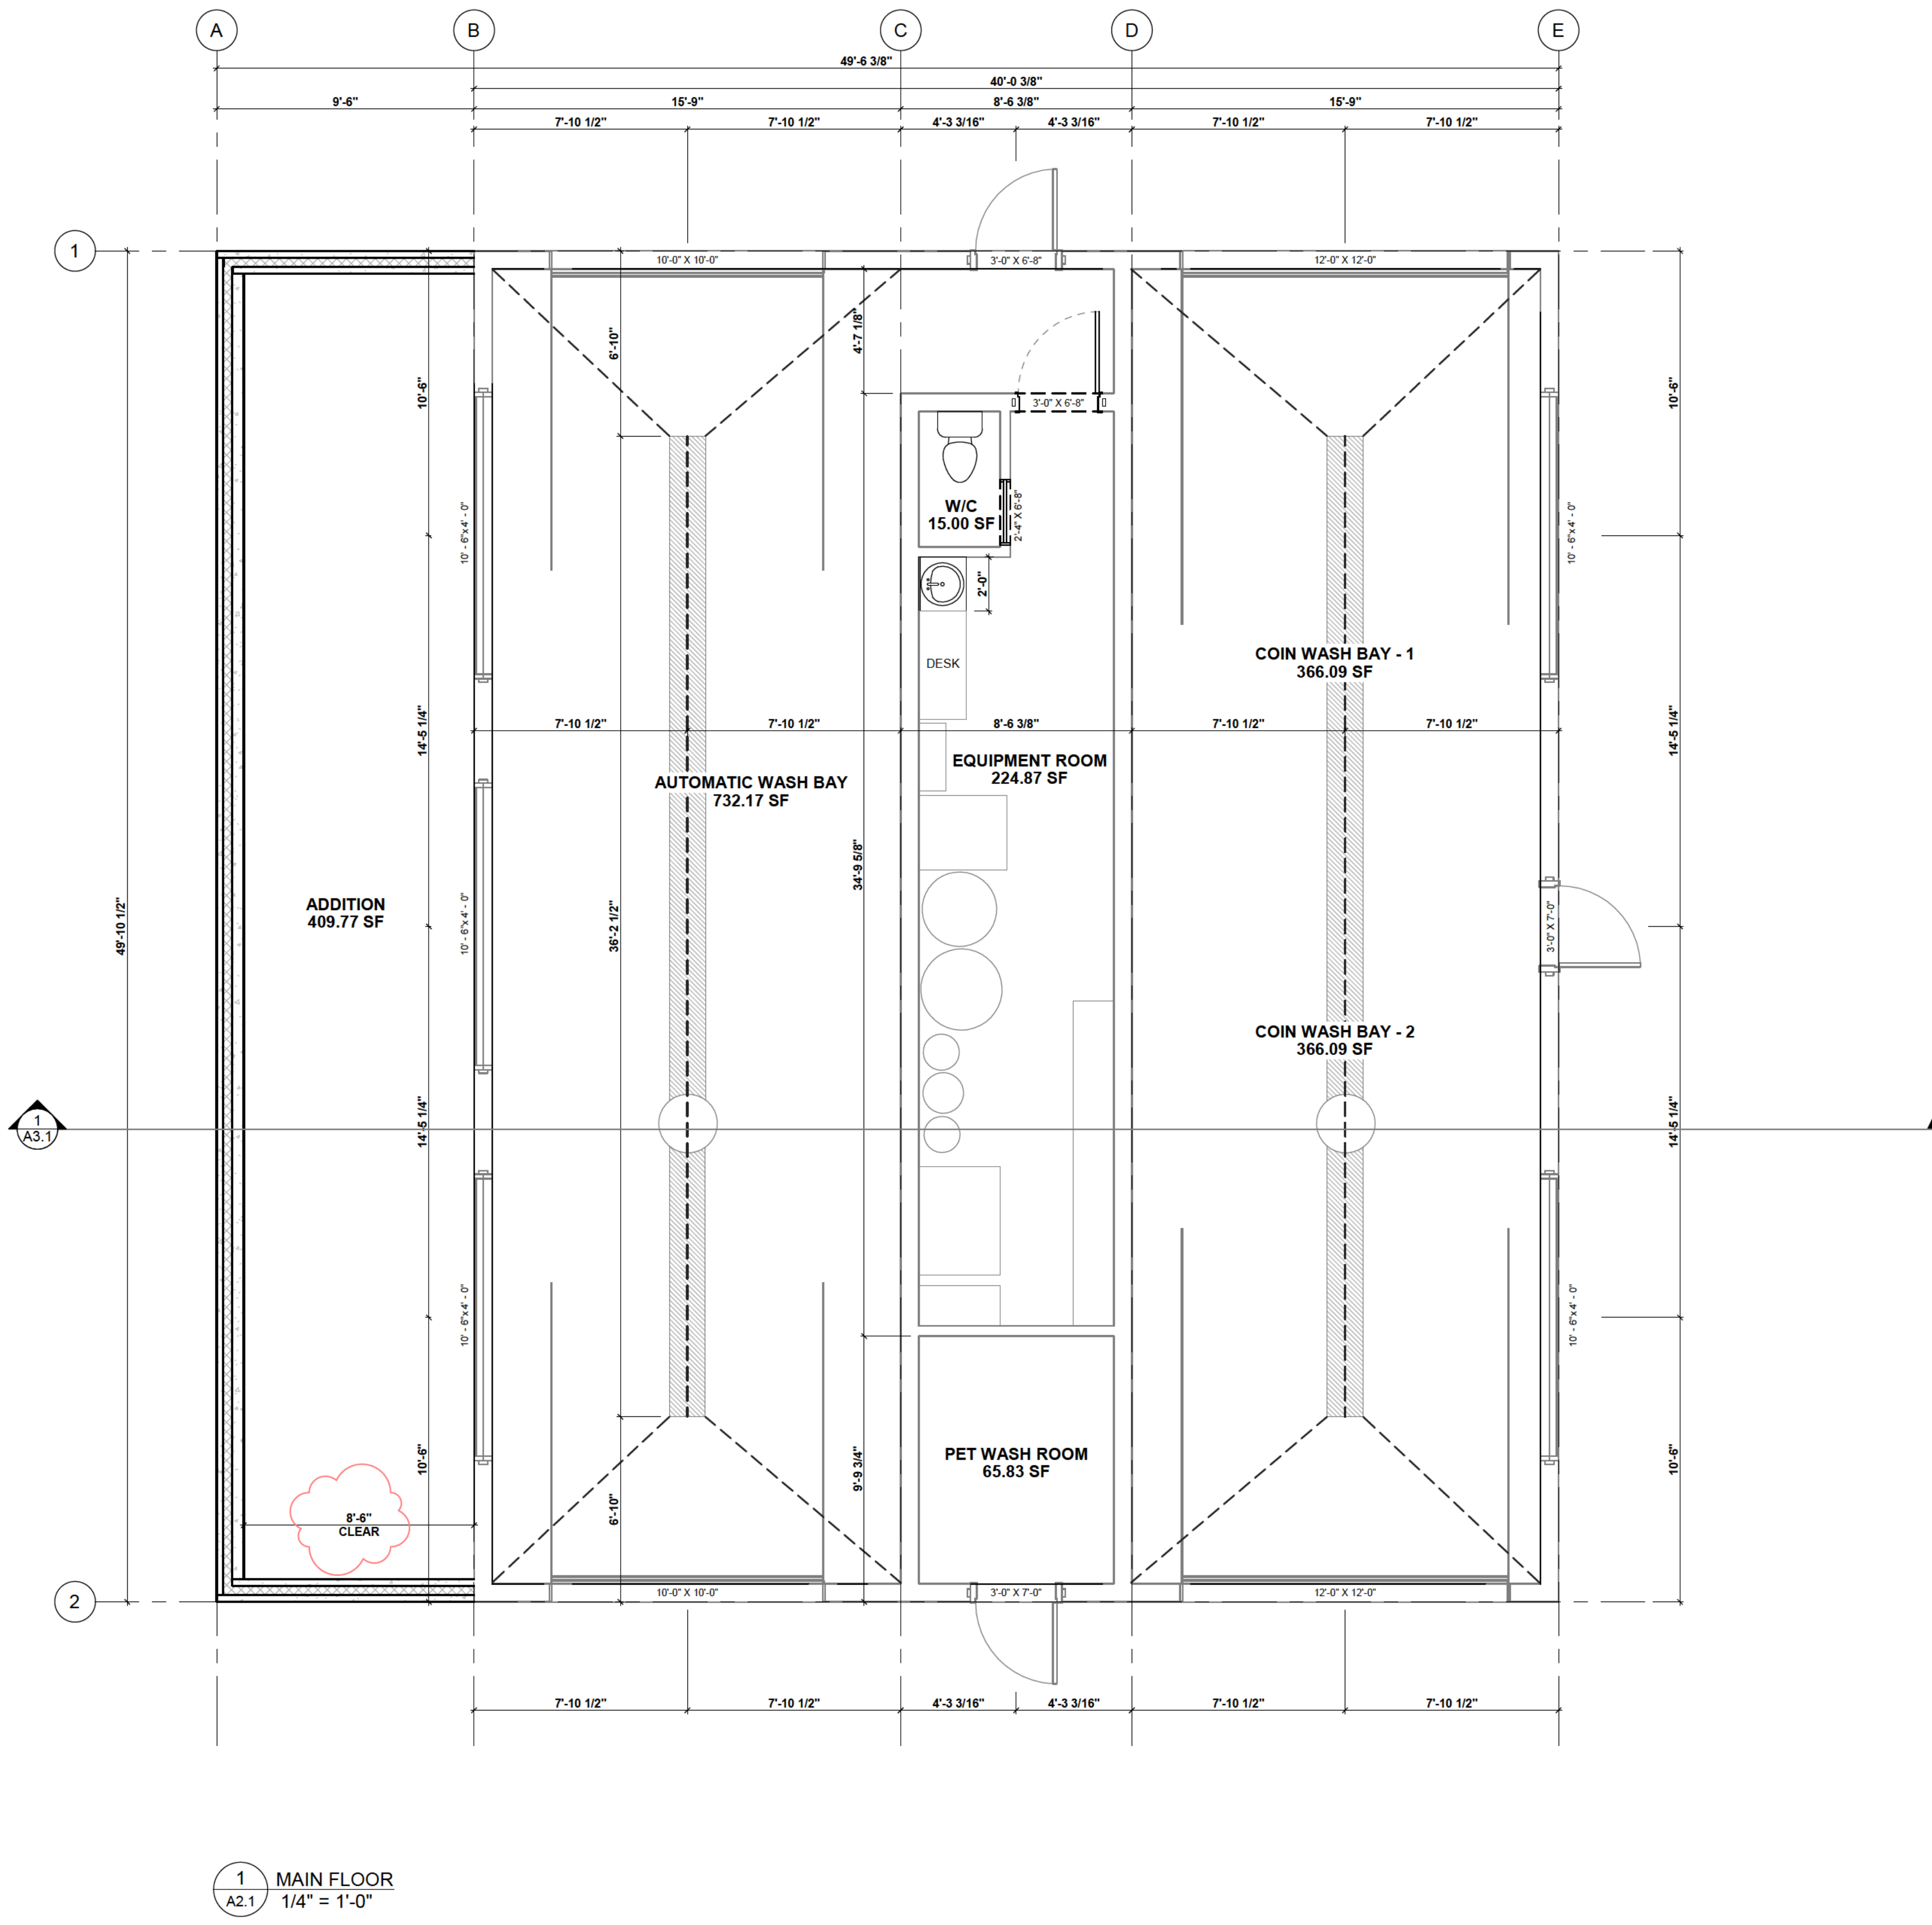 A
B
C
D
E
49'-6 3/8"
40'-0 3/8"
9'-6"
15'-9"
8'-6 3/8"
15'-9"
7'-10 1/2"
7'-10 1/2"
4'-3 3/16"
4'-3 3/16"
7'-10 1/2"
7'-10 1/2"
1
10'-0" X 10'-0"
3'-0" X 6'-8"
12'-0" X 12'-0"
6'-10"
4'-7 1/8"
10'-6"
10'-6"
3'-0" X 6'-8"
W/C
15.00 SF
2'-4" X 6'-8"
10' - 6"x 4' - 0"
10' - 6"x 4' - 0"
2'-0"
DESK
COIN WASH BAY - 1
366.09 SF
14'-5 1/4"
14'-5 1/4"
7'-10 1/2"
7'-10 1/2"
8'-6 3/8"
7'-10 1/2"
7'-10 1/2"
EQUIPMENT ROOM
224.87 SF
AUTOMATIC WASH BAY
732.17 SF
34'-9 5/8"
ADDITION
409.77 SF
49'-10 1/2"
36'-2 1/2"
10' - 6"x 4' - 0"
3'-0" X 7'-0"
COIN WASH BAY - 2
366.09 SF
1
A3.1
14'-5 1/4"
14'-5 1/4"
10' - 6"x 4' - 0"
10' - 6"x 4' - 0"
10'-6"
10'-6"
PET WASH ROOM
65.83 SF
9'-9 3/4"
6'-10"
8'-6"
CLEAR
2
10'-0" X 10'-0"
3'-0" X 7'-0"
12'-0" X 12'-0"
7'-10 1/2"
7'-10 1/2"
4'-3 3/16"
4'-3 3/16"
7'-10 1/2"
7'-10 1/2"
1
A2.1
MAIN FLOOR
1/4" = 1'-0"